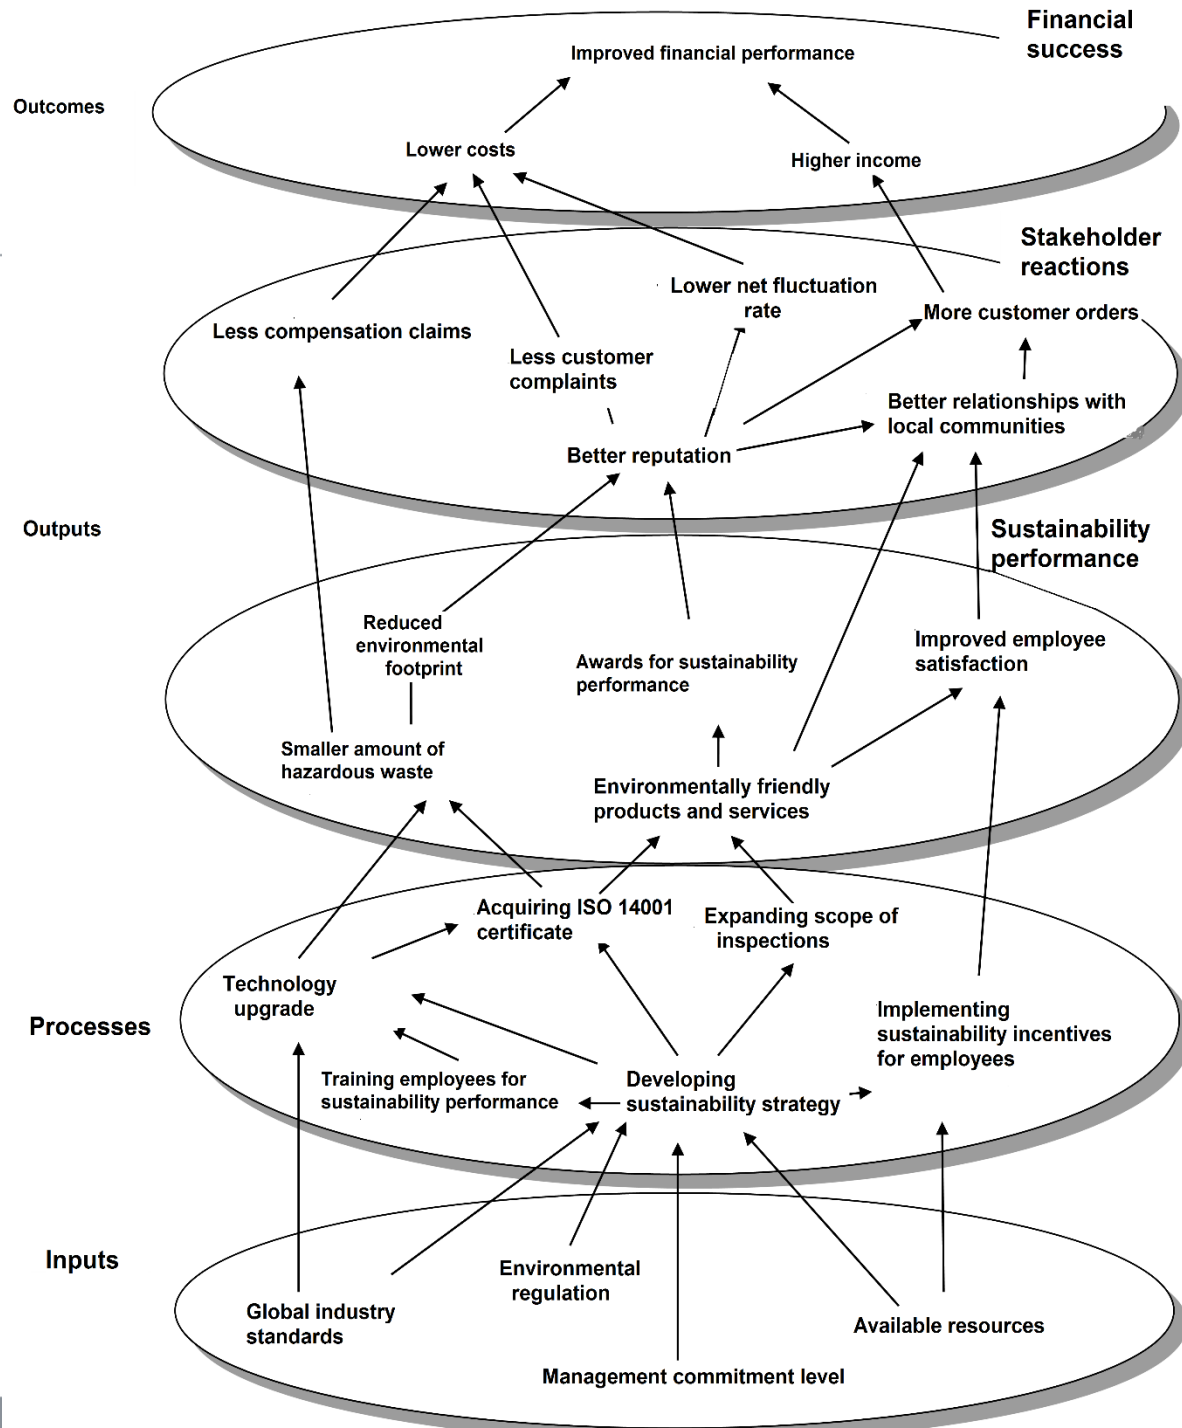 Financial
success
Improved financial performance
Outcomes
Lower costs
Higher income
Stakeholder
reactions
Lower net fluctuation
rate
More customer orders
Less compensation claims
Less customer
complaints
Better relationships with
local communities
Better reputation
Outputs
Sustainability
performance
Reduced
environmental
footprint
Improved employee
satisfaction
Awards for sustainability
performance
Smaller amount of
hazardous waste
Environmentally friendly
products and services
Acquiring ISO 14001
certificate
Expanding scope of
inspections
Technology
upgrade
Processes
Implementing
sustainability incentives
for employees
Training employees for
sustainability performance
Developing
sustainability strategy
Inputs
Environmental
regulation
Global industry
standards
Available resources
Management commitment level